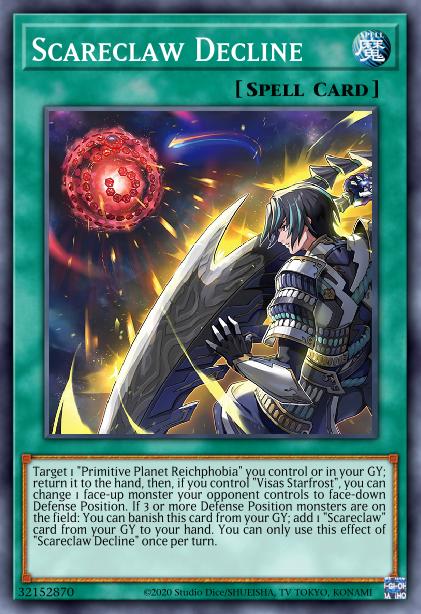 SCARECLAW DECLINE
SPELL
魔
[SPELL CARD]
Target 1 "Primitive Planet Reichphobia" you control or in your GY;
return it to the hand, then, if you control "Visas Starfrost", you can
change 1 face-up monster your opponent controls to face-down
Defense Position. If 3 or more Defense Position monsters are on
the field: You can banish this card from your GY; add 1 "Scareclaw"
card from your GY to your hand. You can only use this effect of
"Scareclaw Decline" once per turn.
32152870
©2020 Studio Dice/SHUEISHA, TV TOKYO, KONAMI